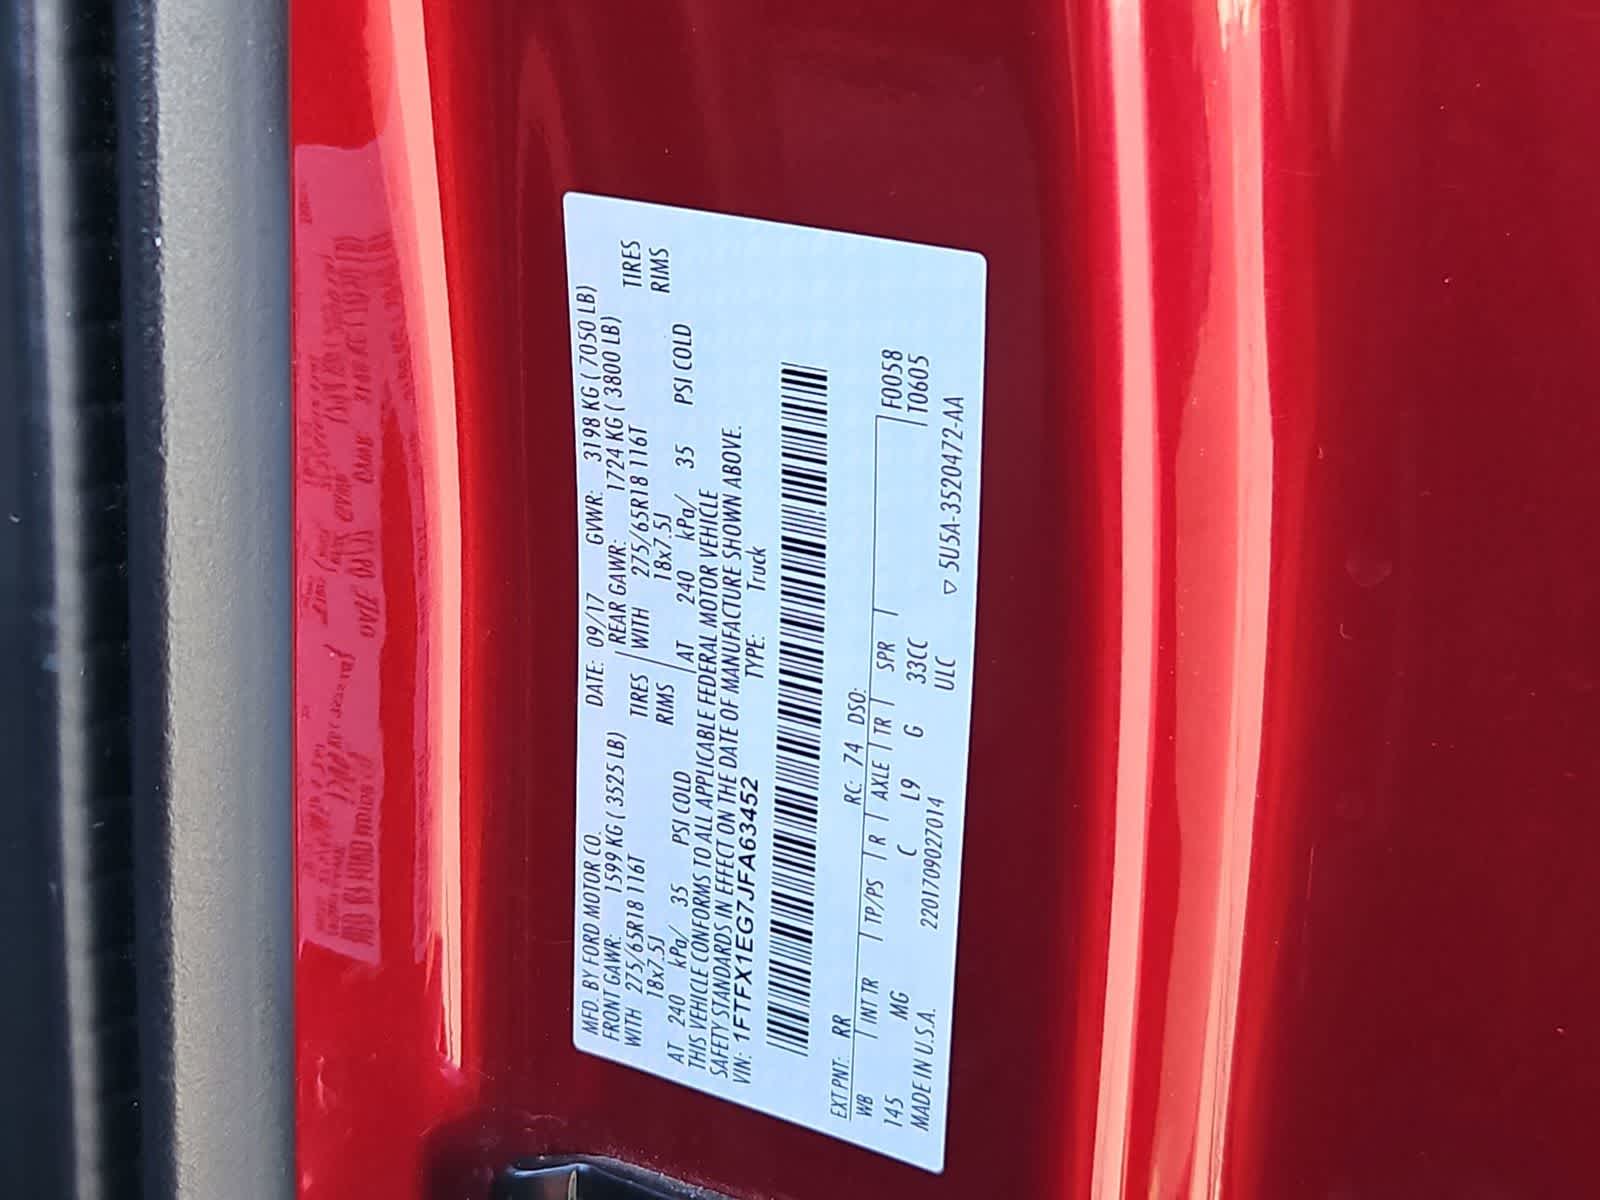 MFD. BY FORD MOTOR CO.
DATE: 09/17 GVWR: 3198 KG ( 7050 LB)
FRONT GAWR: 1599 KG ( 3525 LB) REAR GAWR: 1724 KG ( 3800 LB)
WITH 275/65R18 116T TIRES WITH 275/65R18 116T TIRES
18x7.5J RIMS 18x7.5J RIMS
AT 240 kPa/ 35 PSI COLD AT 240 kPa/ 35 PSI COLD
THIS VEHICLE CONFORMS TO ALL APPLICABLE FEDERAL MOTOR VEHICLE
SAFETY STANDARDS IN EFFECT ON THE DATE OF MANUFACTURE SHOWN ABOVE.
VIN: 1FTFX1EG7JFA63452 TYPE: Truck
EXT PNT: RR RC: 74 DSO:
WB INT TR TP/PS R AXLE TR SPR F0058
145 MG C L9 G 33CC T0605
MADE IN U.S.A. 2201709027014 ULC ▽ 5U5A-3520472-AA